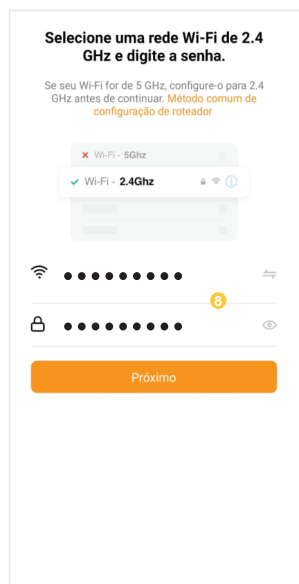 Selecione uma rede Wi-Fi de 2.4
GHz e digite a senha.
Se seu Wi-Fi for de 5 GHz, configure-o para 2.4
GHz antes de continuar. Método comum de
configuração de roteador
× Wi-Fi - 5Ghz
✓ Wi-Fi - 2.4Ghz
●●●●●●●●●
8
●●●●●●●●●
Próximo